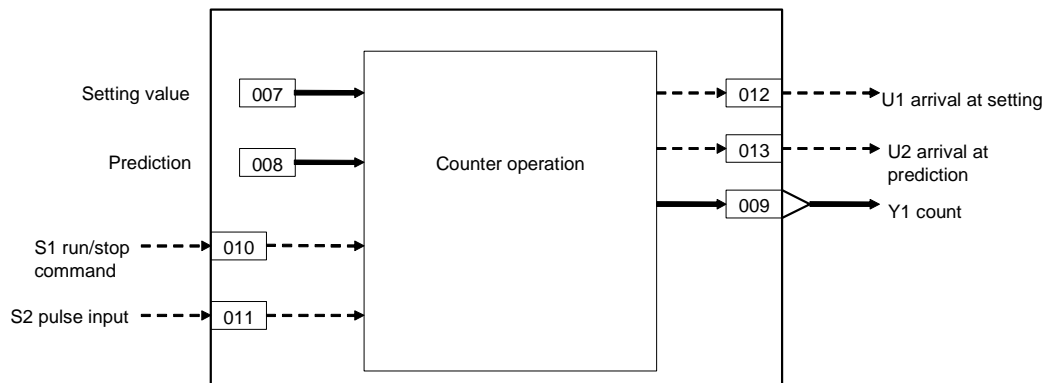 Setting value
007
012
U1 arrival at setting
Prediction
008
Counter operation
013
U2 arrival at
prediction
009
Y1 count
S1 run/stop
command
010
S2 pulse input
011